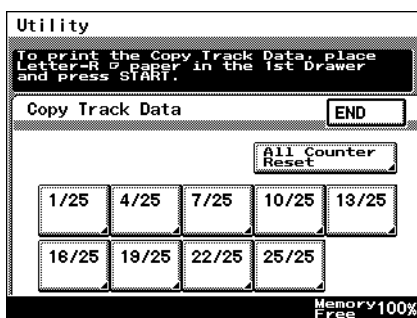 Utility
To print the Copy Track Data, place
Letter-R paper in the 1st Drawer
and press START.
Copy Track Data
END
All Counter
Reset
1/25 4/25 7/25 10/25 13/25
16/25 19/25 22/25 25/25
Memory
Free 100%